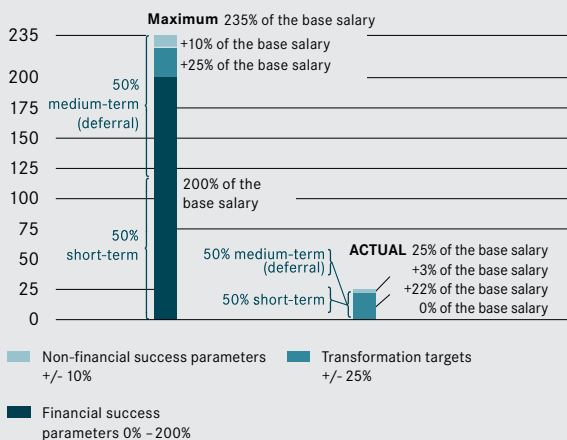 Maximum 235% of the base salary
235
+10% of the base salary
+25% of the base salary
200
50%
medium-term
(deferral)
175
150
125
200% of the
base salary
100
75
50%
short-term
50
25
0
50% medium-term
(deferral)
50% short-term
ACTUAL 25% of the base salary
+3% of the base salary
+22% of the base salary
0% of the base salary
Non-financial success parameters
+/- 10%
Transformation targets
+/- 25%
Financial success
parameters 0% – 200%